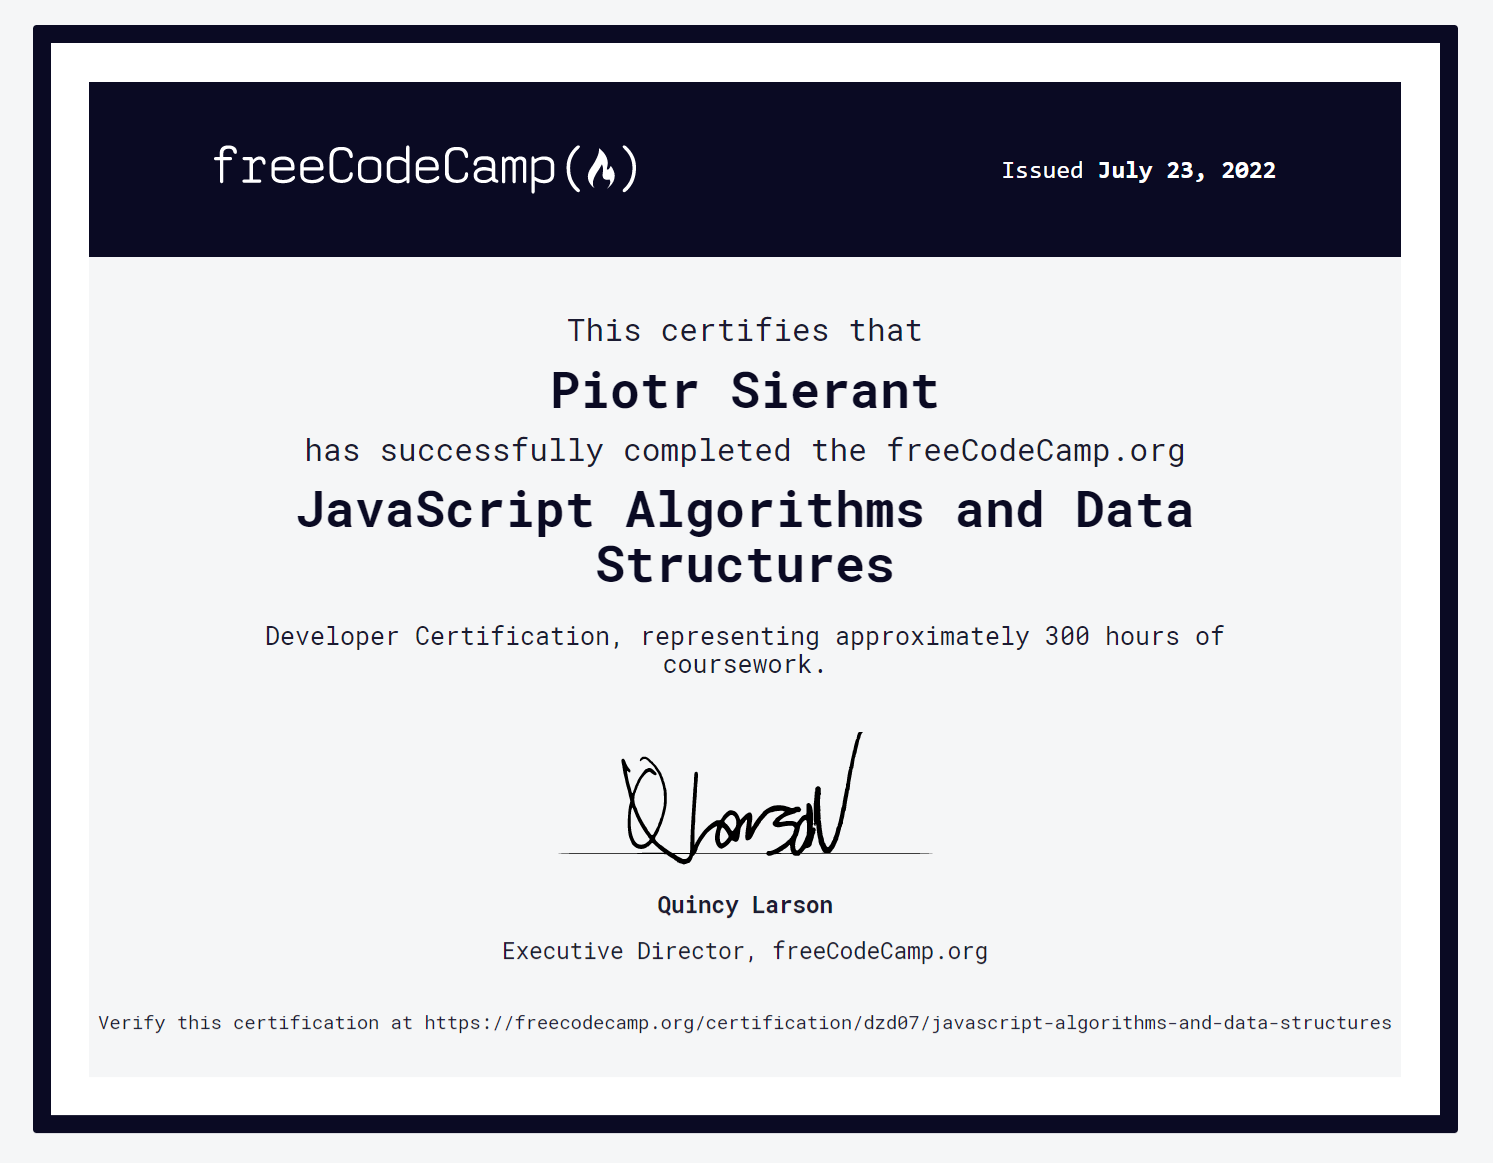 freeCodeCamp(🔥)
Issued July 23, 2022
This certifies that
Piotr Sierant
has successfully completed the freeCodeCamp.org
JavaScript Algorithms and Data
Structures
Developer Certification, representing approximately 300 hours of
coursework.
Q Larson
Quincy Larson
Executive Director, freeCodeCamp.org
Verify this certification at https://freecodecamp.org/certification/dzd07/javascript-algorithms-and-data-structures